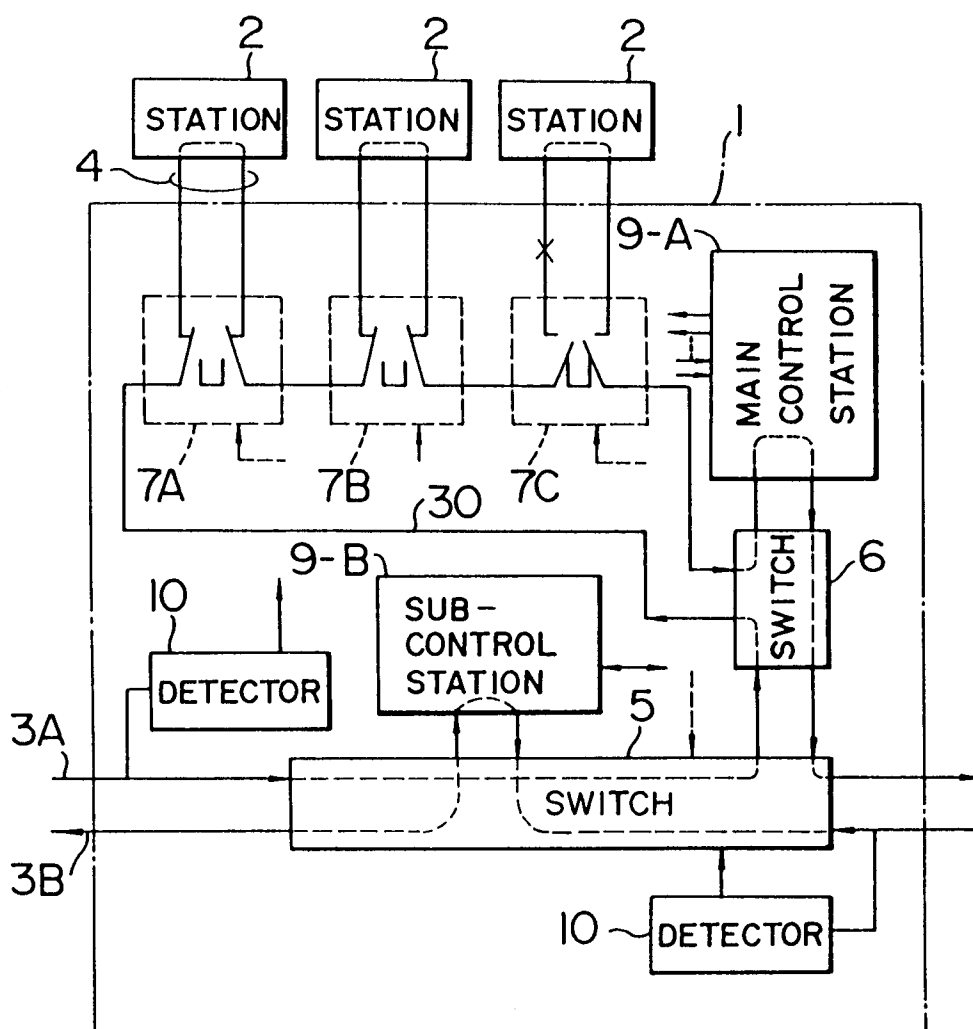 2
2
2
STATION
STATION
STATION
1
4
9-A
MAIN
CONTROL
STATION
7A
7B
7C
30
9-B
SUB-
CONTROL
STATION
SWITCH
6
10
DETECTOR
5
3A
SWITCH
3B
10
DETECTOR